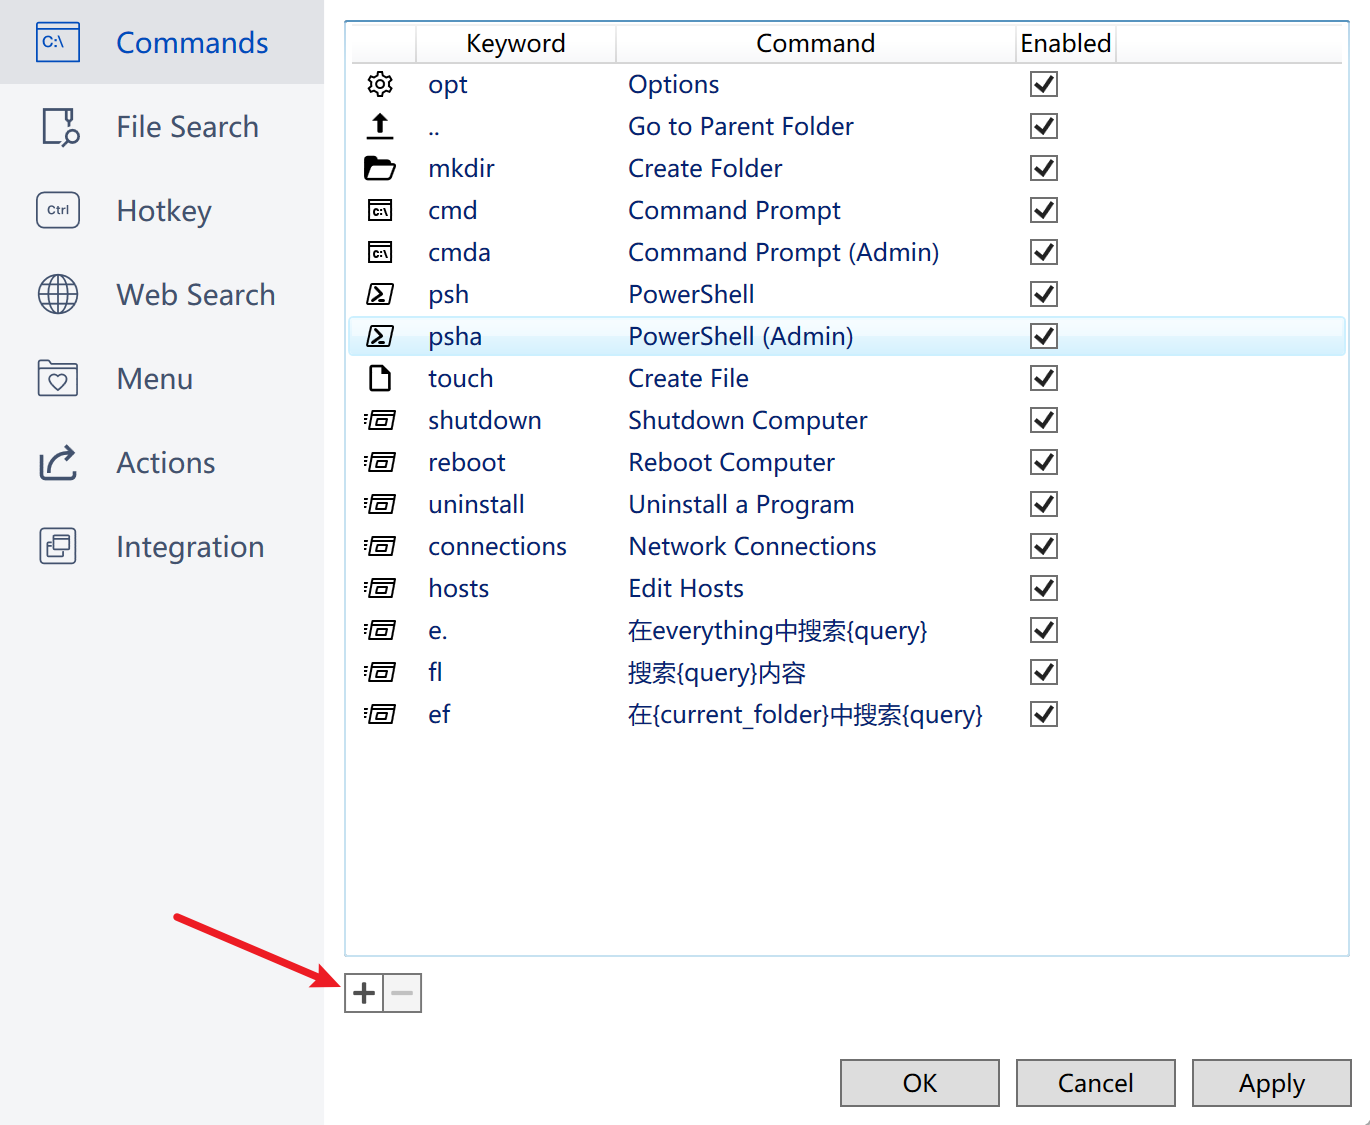 C:\ Commands
File Search
Ctrl Hotkey
Web Search
Menu
Actions
Integration
Keyword Command Enabled
opt Options
.. Go to Parent Folder
mkdir Create Folder
C:\ cmd Command Prompt
C:\ cmda Command Prompt (Admin)
psh PowerShell
psha PowerShell (Admin)
touch Create File
shutdown Shutdown Computer
reboot Reboot Computer
uninstall Uninstall a Program
connections Network Connections
hosts Edit Hosts
e. 在everything中搜索{query}
fl 搜索{query}内容
ef 在{current_folder}中搜索{query}
OK Cancel Apply